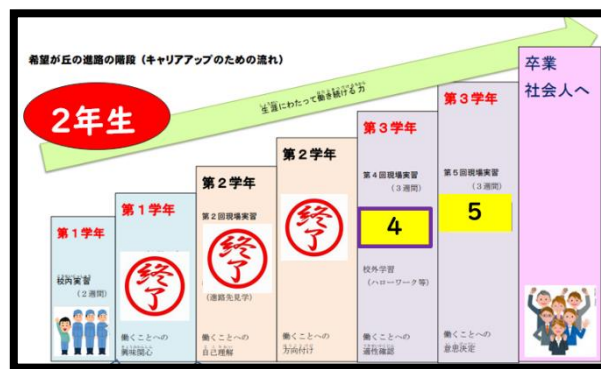 希望が丘の進路の階段（キャリアアップのための流れ）
2年生
生涯にわたって働き続ける力
卒業
社会人へ
第１学年
校内実習
（２週間）
第１学年
終了
働くことへの
興味関心
第２学年
第２回現場実習
終了
（進路先見学）
働くことへの
自己理解
第２学年
終了
働くことへの
方向付け
第３学年
第４回現場実習
（３週間）
4
校外学習
（ハローワーク等）
働くことへの
適性確認
第３学年
第５回現場実習
（３週間）
5
働くことへの
意思決定